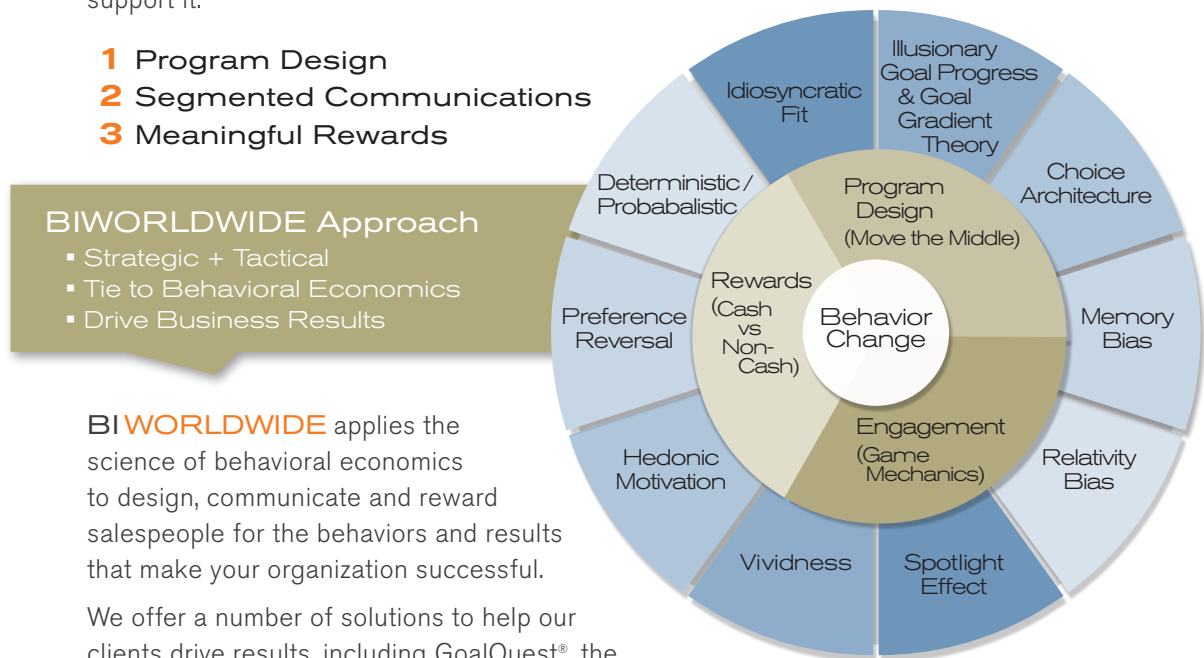 support it.
1 Program Design
2 Segmented Communications
3 Meaningful Rewards
BIWORLDWIDE Approach
▪ Strategic + Tactical
▪ Tie to Behavioral Economics
▪ Drive Business Results
BIWORLDWIDE applies the
science of behavioral economics
to design, communicate and reward
salespeople for the behaviors and results
that make your organization successful.
We offer a number of solutions to help our
clients drive results, including GoalQuest®, the
Idiosyncratic
Fit
Illusionary
Goal Progress
& Goal
Gradient
Theory
Choice
Architecture
Memory
Bias
Relativity
Bias
Spotlight
Effect
Vividness
Hedonic
Motivation
Preference
Reversal
Deterministic /
Probabalistic
Program
Design
(Move the Middle)
Engagement
(Game
Mechanics)
Rewards
(Cash
vs
Non-
Cash)
Behavior
Change